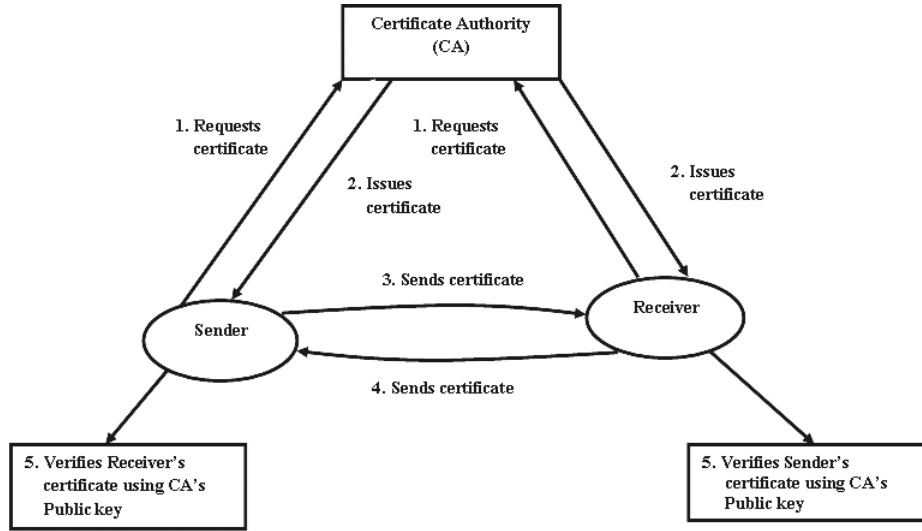 Certificate Authority
(CA)
1. Requests
certificate
1. Requests
certificate
2. Issues
certificate
2. Issues
certificate
3. Sends certificate
Sender
Receiver
4. Sends certificate
5. Verifies Receiver's
certificate using CA's
Public key
5. Verifies Sender's
certificate using CA's
Public key